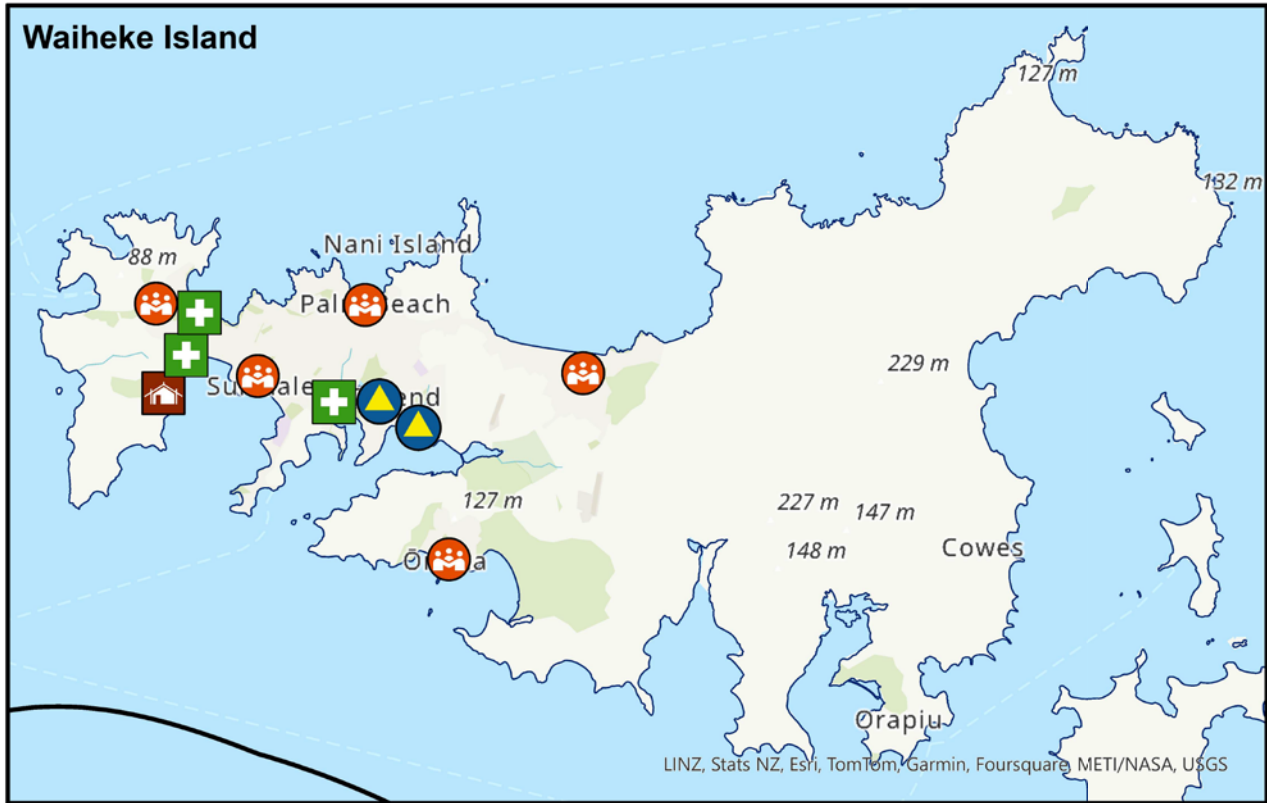 Waiheke Island
127 m
132 m
Nani Island
88 m
Beach
229 m
127 m
227 m
147 m
148 m
Cowes
Orapiu
LINZ, Stats NZ, Esri, TomTom, Garmin, Foursquare, METI/NASA, USGS